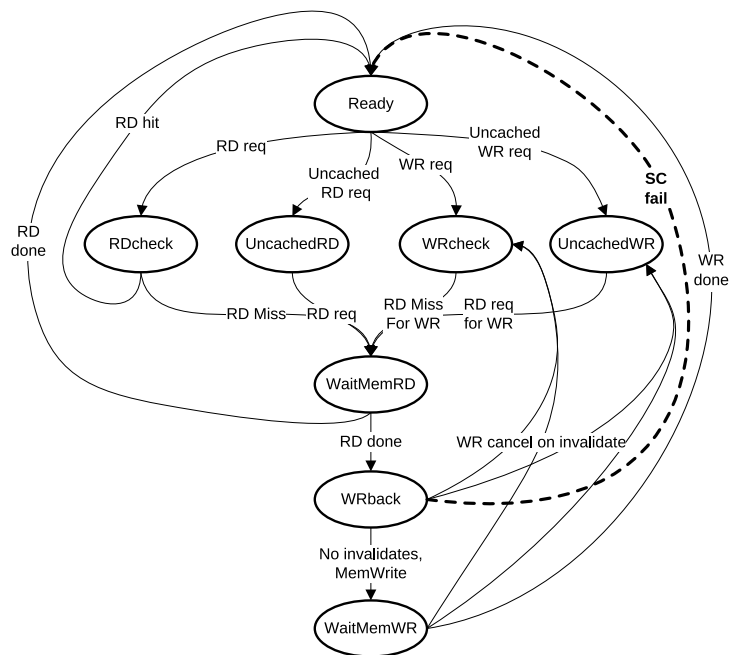 Ready
RD hit
RD req
Uncached
RD req
WR req
Uncached
WR req
SC
fail
RD
done
RDcheck
UncachedRD
WRcheck
UncachedWR
WR
done
RD Miss
RD req
RD Miss
For WR
RD req
for WR
WaitMemRD
RD done
WR cancel on invalidate
WRback
No invalidates,
MemWrite
WaitMemWR